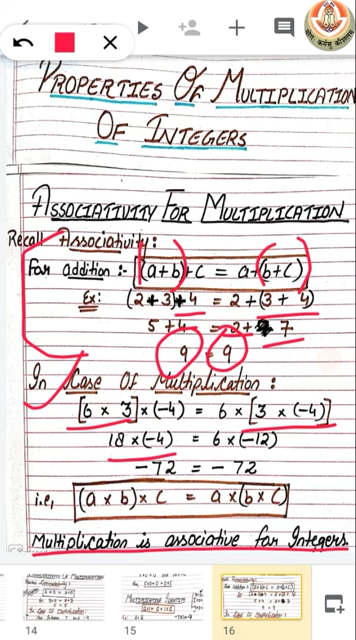 PROPERTIES OF MULTIPLICATION
OF INTEGERS
ASSOCIATIVITY FOR MULTIPLICATION
Recall Associativity:
For addition :- (a+b)+c = a+(b+c)
Ex: (2+3)+4 = 2+(3+4)
5+4 = 2+7
9 = 9
In Case Of Multiplication :
[6 x 3]x(-4) = 6 x [3 x (-4)]
18 x (-4) = 6 x (-12)
-72 = -72
i.e, (a x b) x c = a x (b x c)
Multiplication is associative for Integers.
14 15 16